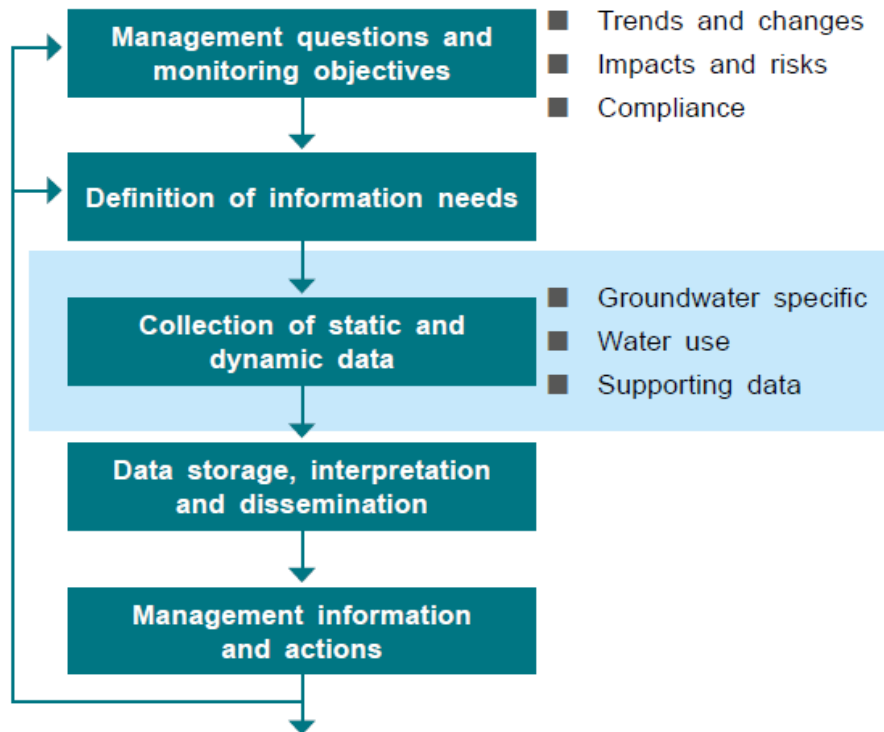 Management questions and
monitoring objectives
■ Trends and changes
■ Impacts and risks
■ Compliance
Definition of information needs
Collection of static and
dynamic data
■ Groundwater specific
■ Water use
■ Supporting data
Data storage, interpretation
and dissemination
Management information
and actions